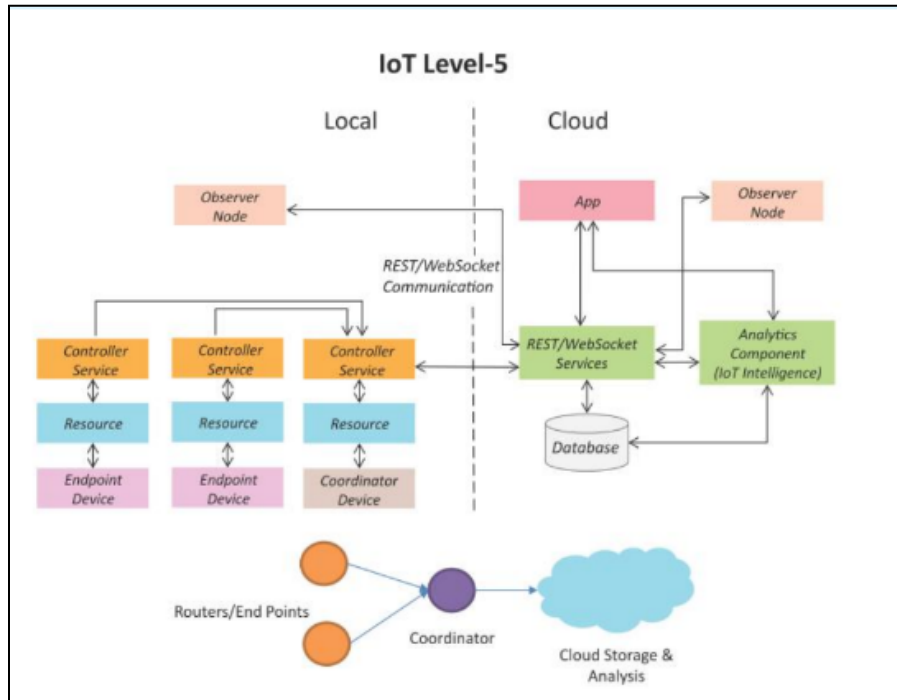 IoT Level-5
Local
Cloud
Observer
Node
App
Observer
Node
REST/WebSocket
Communication
Controller
Service
Controller
Service
Controller
Service
REST/WebSocket
Services
Analytics
Component
(IoT Intelligence)
Resource
Resource
Resource
Database
Endpoint
Device
Endpoint
Device
Coordinator
Device
Routers/End Points
Coordinator
Cloud Storage &
Analysis